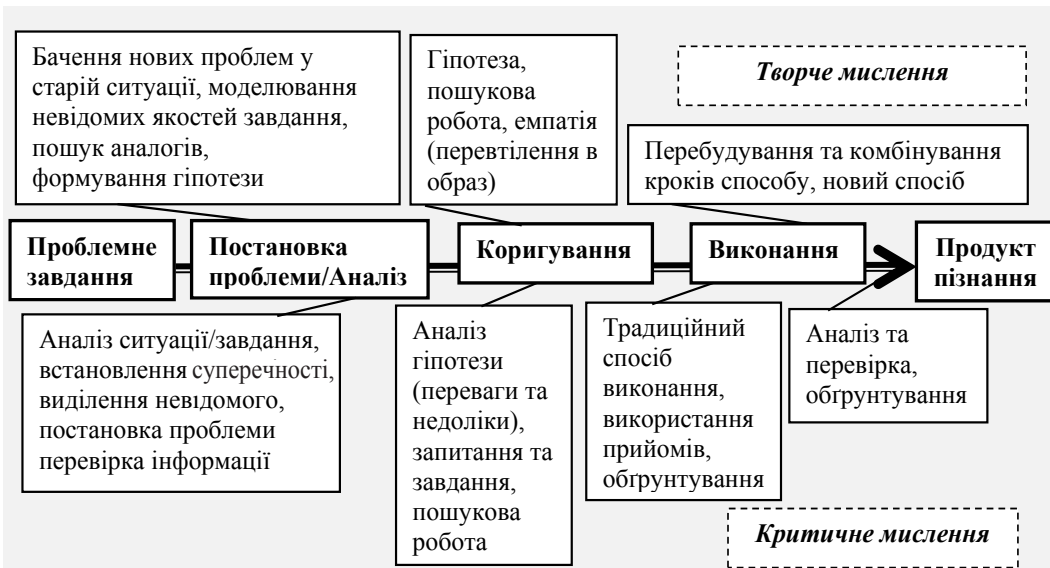 Бачення нових проблем у
старій ситуації, моделювання
невідомих якостей завдання,
пошук аналогів,
формування гіпотези
Гіпотеза,
пошукова
робота, емпатія
(перевтілення в
образ)
Творче мислення
Перебудування та комбінування
кроків способу, новий спосіб
Проблемне
завдання
Постановка
проблеми/Аналіз
Коригування
Виконання
Продукт
пізнання
Аналіз ситуації/завдання,
встановлення суперечності,
виділення невідомого,
постановка проблеми
перевірка інформації
Аналіз
гіпотези
(переваги та
недоліки),
запитання та
завдання,
пошукова
робота
Традиційний
спосіб
виконання,
використання
прийомів,
обґрунтування
Аналіз та
перевірка,
обґрунтування
Критичне мислення